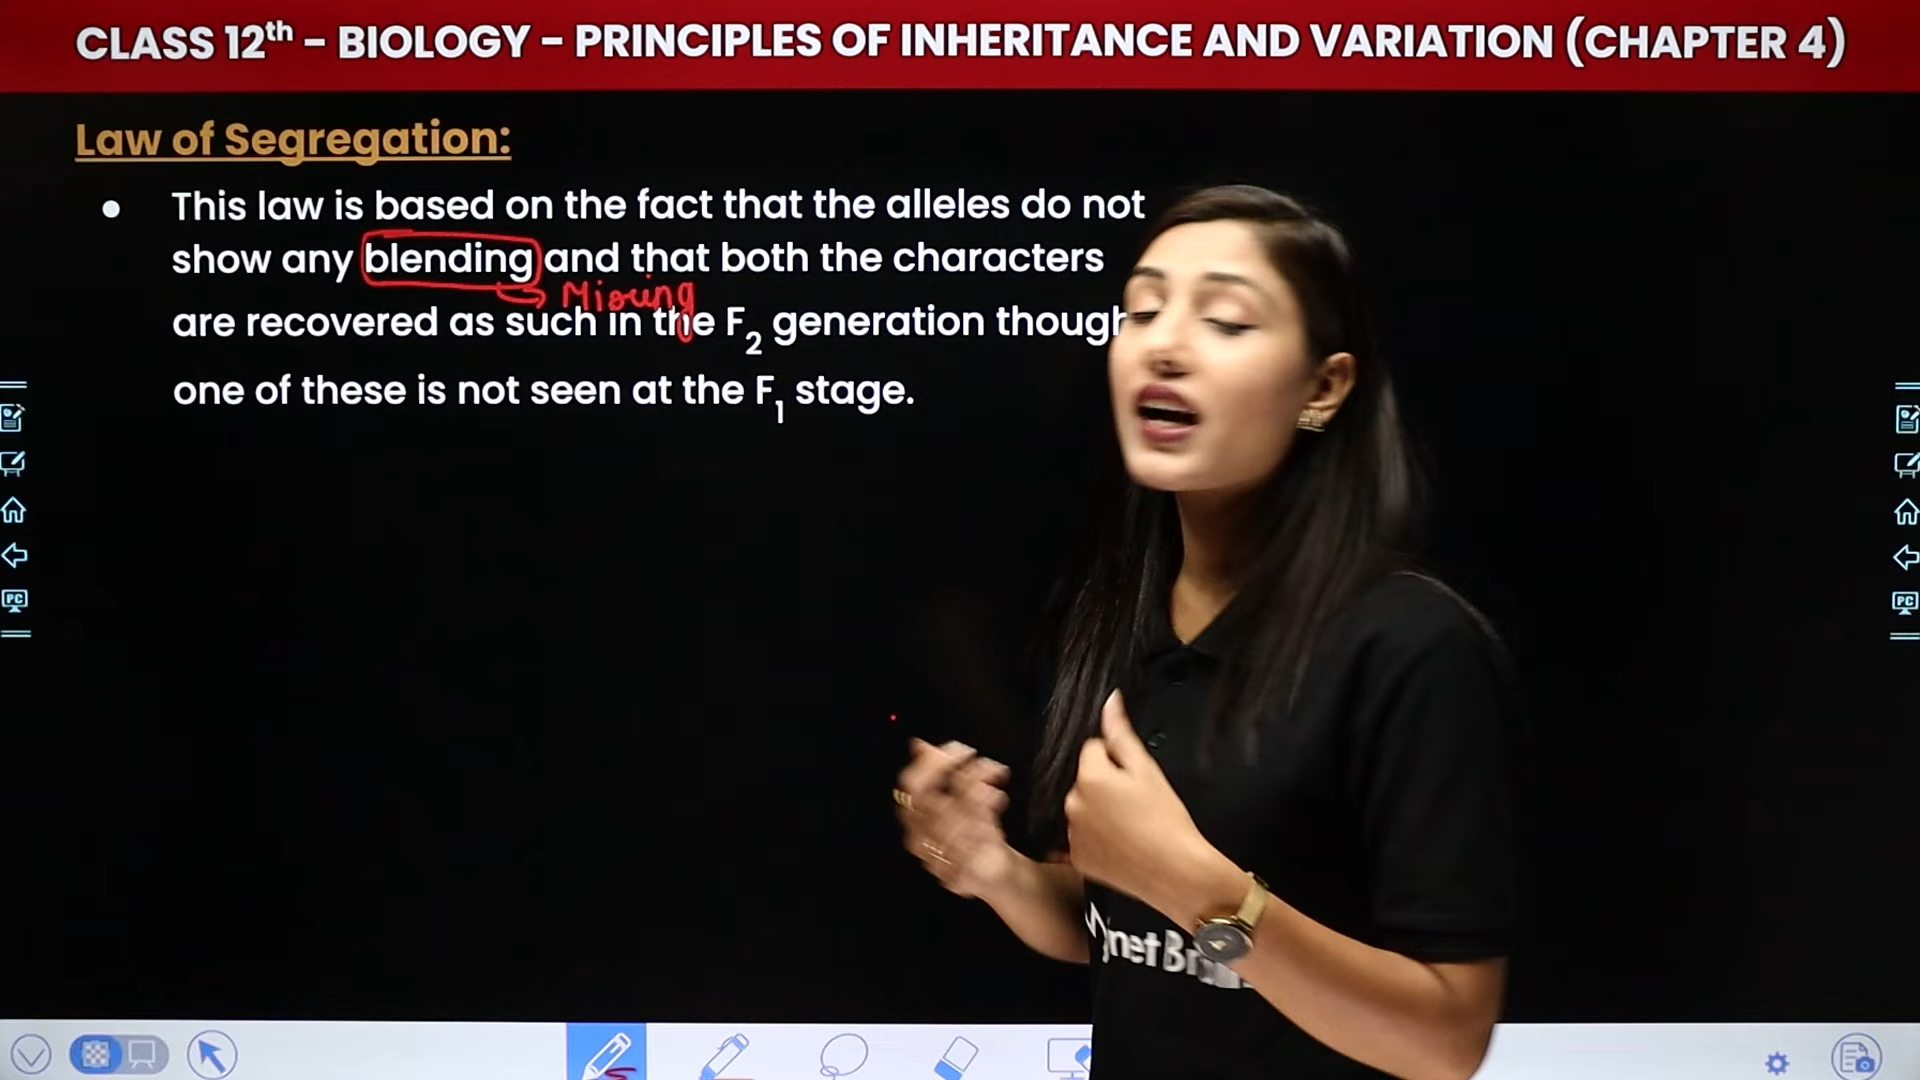 CLASS 12th - BIOLOGY - PRINCIPLES OF INHERITANCE AND VARIATION (CHAPTER 4)
Law of Segregation:
• This law is based on the fact that the alleles do not
show any blending and that both the characters
Mixing
are recovered as such in the F2 generation though
one of these is not seen at the F1 stage.
PC
PC